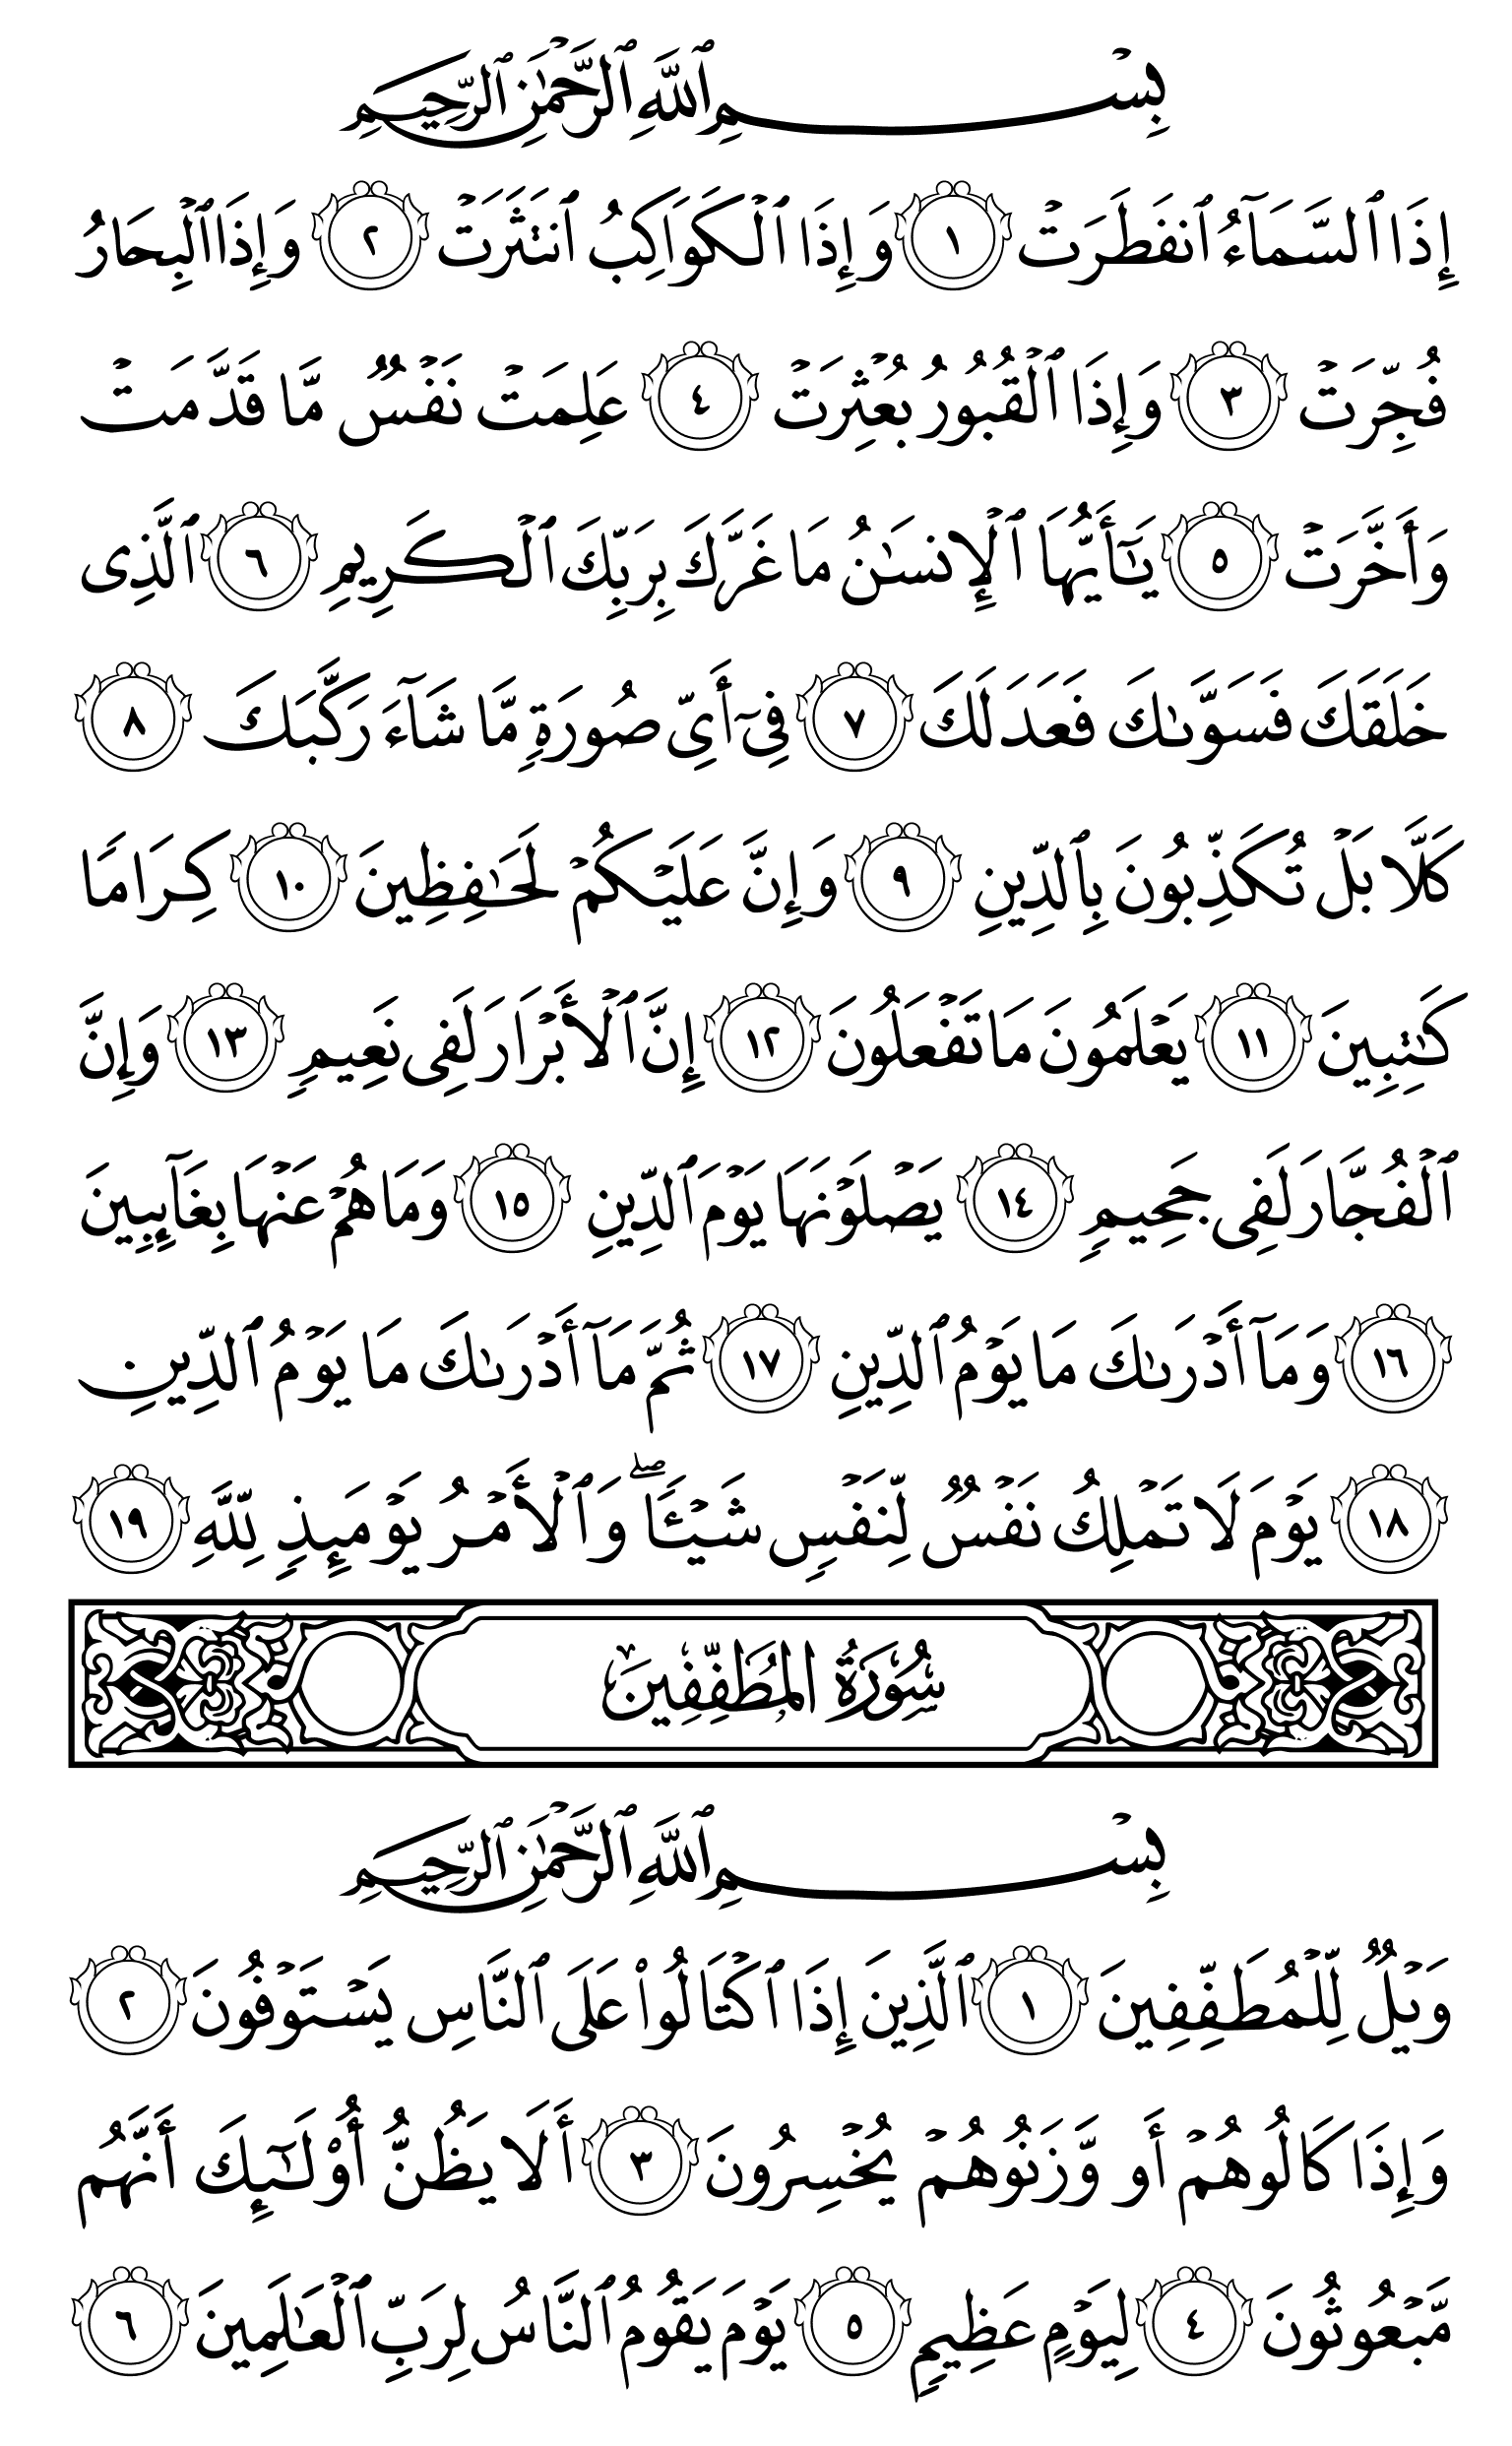 بِسۡمِ ٱللَّهِ ٱلرَّحۡمَٰنِ ٱلرَّحِيمِ
إِذَا ٱلسَّمَآءُ ٱنفَطَرَتۡ ١ وَإِذَا ٱلۡكَوَاكِبُ ٱنتَثَرَتۡ ٢ وَإِذَا ٱلۡبِحَارُ
فُجِّرَتۡ ٣ وَإِذَا ٱلۡقُبُورُ بُعۡثِرَتۡ ٤ عَلِمَتۡ نَفۡسٞ مَّا قَدَّمَتۡ
وَأَخَّرَتۡ ٥ يَٰٓأَيُّهَا ٱلۡإِنسَٰنُ مَا غَرَّكَ بِرَبِّكَ ٱلۡكَرِيمِ ٦ ٱلَّذِي
خَلَقَكَ فَسَوَّىٰكَ فَعَدَلَكَ ٧ فِيٓ أَيِّ صُورَةٖ مَّا شَآءَ رَكَّبَكَ ٨
كَلَّا بَلۡ تُكَذِّبُونَ بِٱلدِّينِ ٩ وَإِنَّ عَلَيۡكُمۡ لَحَٰفِظِينَ ١٠ كِرَامٗا
كَٰتِبِينَ ١١ يَعۡلَمُونَ مَا تَفۡعَلُونَ ١٢ إِنَّ ٱلۡأَبۡرَارَ لَفِي نَعِيمٖ ١٣ وَإِنَّ
ٱلۡفُجَّارَ لَفِي جَحِيمٖ ١٤ يَصۡلَوۡنَهَا يَوۡمَ ٱلدِّينِ ١٥ وَمَا هُمۡ عَنۡهَا بِغَآئِبِينَ
١٦ وَمَآ أَدۡرَىٰكَ مَا يَوۡمُ ٱلدِّينِ ١٧ ثُمَّ مَآ أَدۡرَىٰكَ مَا يَوۡمُ ٱلدِّينِ
١٨ يَوۡمَ لَا تَمۡلِكُ نَفۡسٞ لِّنَفۡسٖ شَيۡـٔٗاۖ وَٱلۡأَمۡرُ يَوۡمَئِذٖ لِّلَّهِ ١٩
سُورَةُ المُطَفِّفِينَ
بِسۡمِ ٱللَّهِ ٱلرَّحۡمَٰنِ ٱلرَّحِيمِ
وَيۡلٞ لِّلۡمُطَفِّفِينَ ١ ٱلَّذِينَ إِذَا ٱكۡتَالُواْ عَلَى ٱلنَّاسِ يَسۡتَوۡفُونَ ٢
وَإِذَا كَالُوهُمۡ أَو وَّزَنُوهُمۡ يُخۡسِرُونَ ٣ أَلَا يَظُنُّ أُوْلَٰٓئِكَ أَنَّهُم
مَّبۡعُوثُونَ ٤ لِيَوۡمٍ عَظِيمٖ ٥ يَوۡمَ يَقُومُ ٱلنَّاسُ لِرَبِّ ٱلۡعَٰلَمِينَ ٦